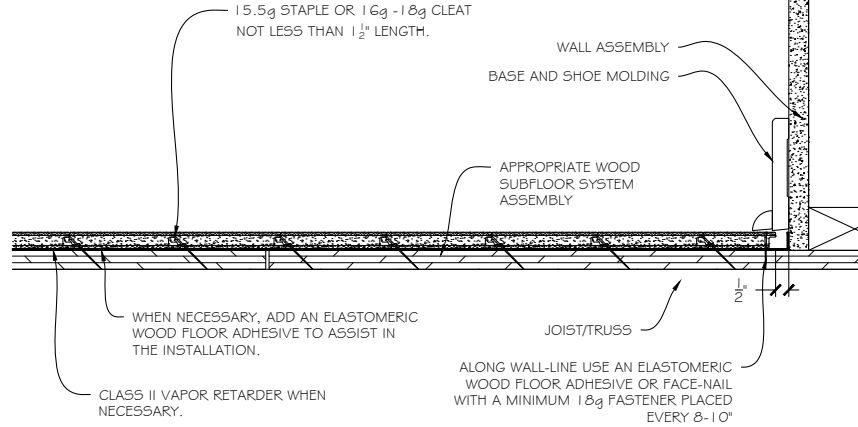 15.5g STAPLE OR 16g -18g CLEAT
NOT LESS THAN 1 1/2" LENGTH.
WALL ASSEMBLY
BASE AND SHOE MOLDING
APPROPRIATE WOOD
SUBFLOOR SYSTEM
ASSEMBLY
1/2"
WHEN NECESSARY, ADD AN ELASTOMERIC
WOOD FLOOR ADHESIVE TO ASSIST IN
THE INSTALLATION.
JOIST/TRUSS
ALONG WALL-LINE USE AN ELASTOMERIC
WOOD FLOOR ADHESIVE OR FACE-NAIL
WITH A MINIMUM 18g FASTENER PLACED
EVERY 8-10"
CLASS II VAPOR RETARDER WHEN
NECESSARY.